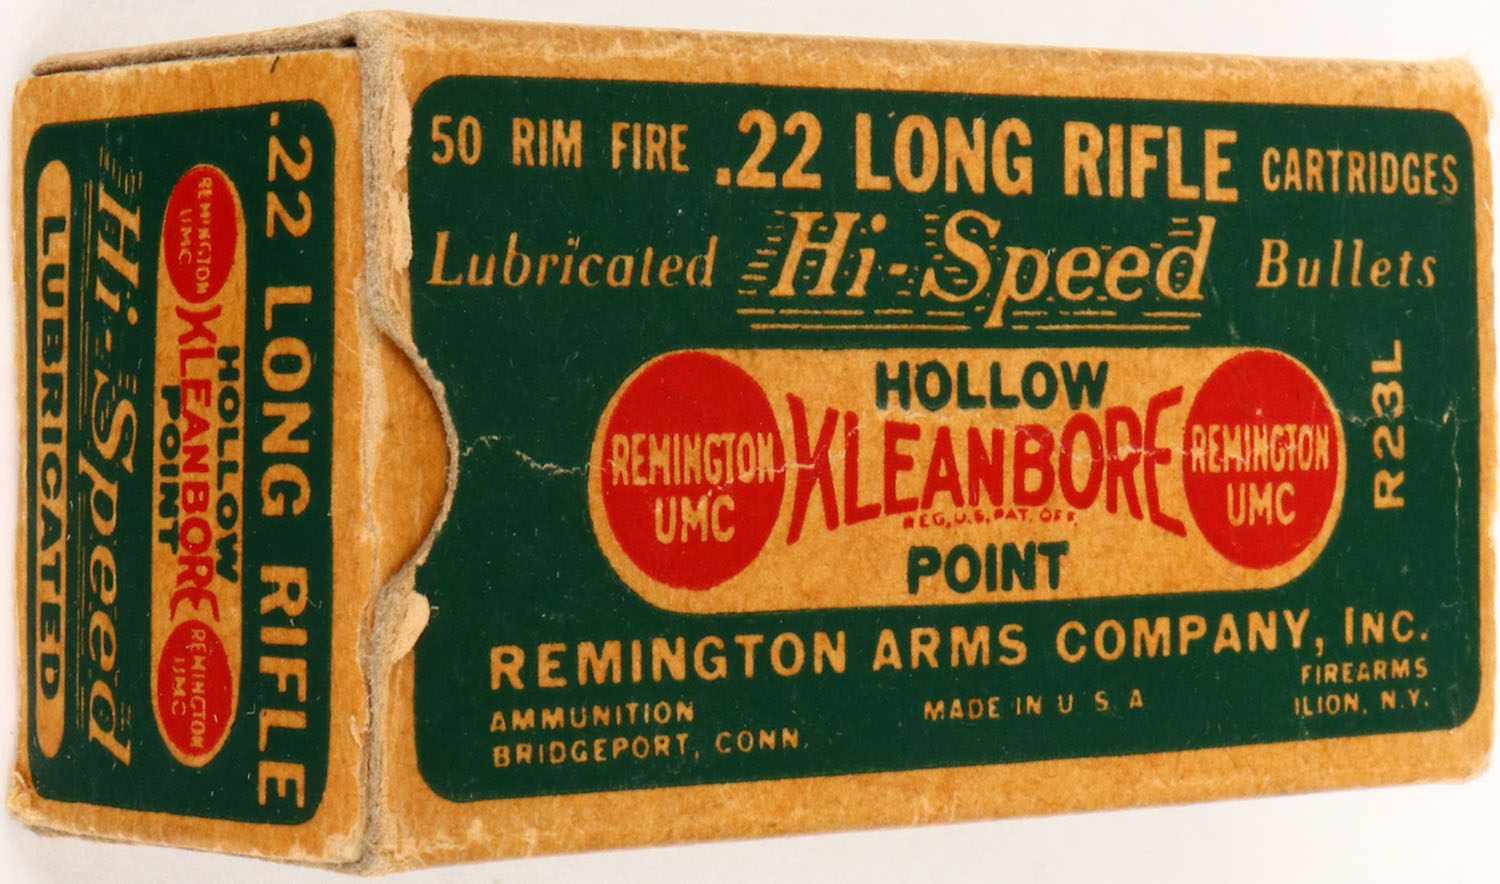 50 RIM FIRE .22 LONG RIFLE CARTRIDGES
Lubricated Hi-Speed Bullets
HOLLOW
REMINGTON UMC KLEANBORE REMINGTON UMC
REG. U.S. PAT. OFF.
POINT
R23L
REMINGTON ARMS COMPANY, INC.
AMMUNITION
BRIDGEPORT, CONN.
MADE IN U S A
FIREARMS
ILION, N.Y.
.22 LONG RIFLE
HOLLOW
REMINGTON UMC KLEANBORE REMINGTON UMC
POINT
Hi-Speed
LUBRICATED